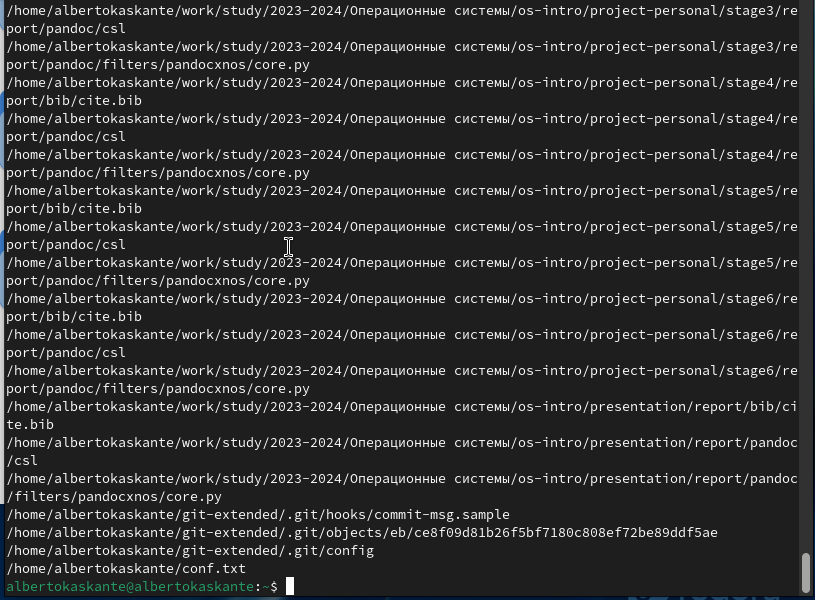 /home/albertokaskante/work/study/2023-2024/Операционные системы/os-intro/project-personal/stage3/re
port/pandoc/csl
/home/albertokaskante/work/study/2023-2024/Операционные системы/os-intro/project-personal/stage3/re
port/pandoc/filters/pandocxnos/core.py
/home/albertokaskante/work/study/2023-2024/Операционные системы/os-intro/project-personal/stage4/re
port/bib/cite.bib
/home/albertokaskante/work/study/2023-2024/Операционные системы/os-intro/project-personal/stage4/re
port/pandoc/csl
/home/albertokaskante/work/study/2023-2024/Операционные системы/os-intro/project-personal/stage4/re
port/pandoc/filters/pandocxnos/core.py
/home/albertokaskante/work/study/2023-2024/Операционные системы/os-intro/project-personal/stage5/re
port/bib/cite.bib
/home/albertokaskante/work/study/2023-2024/Операционные системы/os-intro/project-personal/stage5/re
port/pandoc/csl
/home/albertokaskante/work/study/2023-2024/Операционные системы/os-intro/project-personal/stage5/re
port/pandoc/filters/pandocxnos/core.py
/home/albertokaskante/work/study/2023-2024/Операционные системы/os-intro/project-personal/stage6/re
port/bib/cite.bib
/home/albertokaskante/work/study/2023-2024/Операционные системы/os-intro/project-personal/stage6/re
port/pandoc/csl
/home/albertokaskante/work/study/2023-2024/Операционные системы/os-intro/project-personal/stage6/re
port/pandoc/filters/pandocxnos/core.py
/home/albertokaskante/work/study/2023-2024/Операционные системы/os-intro/presentation/report/bib/ci
te.bib
/home/albertokaskante/work/study/2023-2024/Операционные системы/os-intro/presentation/report/pandoc
/csl
/home/albertokaskante/work/study/2023-2024/Операционные системы/os-intro/presentation/report/pandoc
/filters/pandocxnos/core.py
/home/albertokaskante/git-extended/.git/hooks/commit-msg.sample
/home/albertokaskante/git-extended/.git/objects/eb/ce8f09d81b26f5bf7180c808ef72be89ddf5ae
/home/albertokaskante/git-extended/.git/config
/home/albertokaskante/conf.txt
albertokaskante@albertokaskante:~$